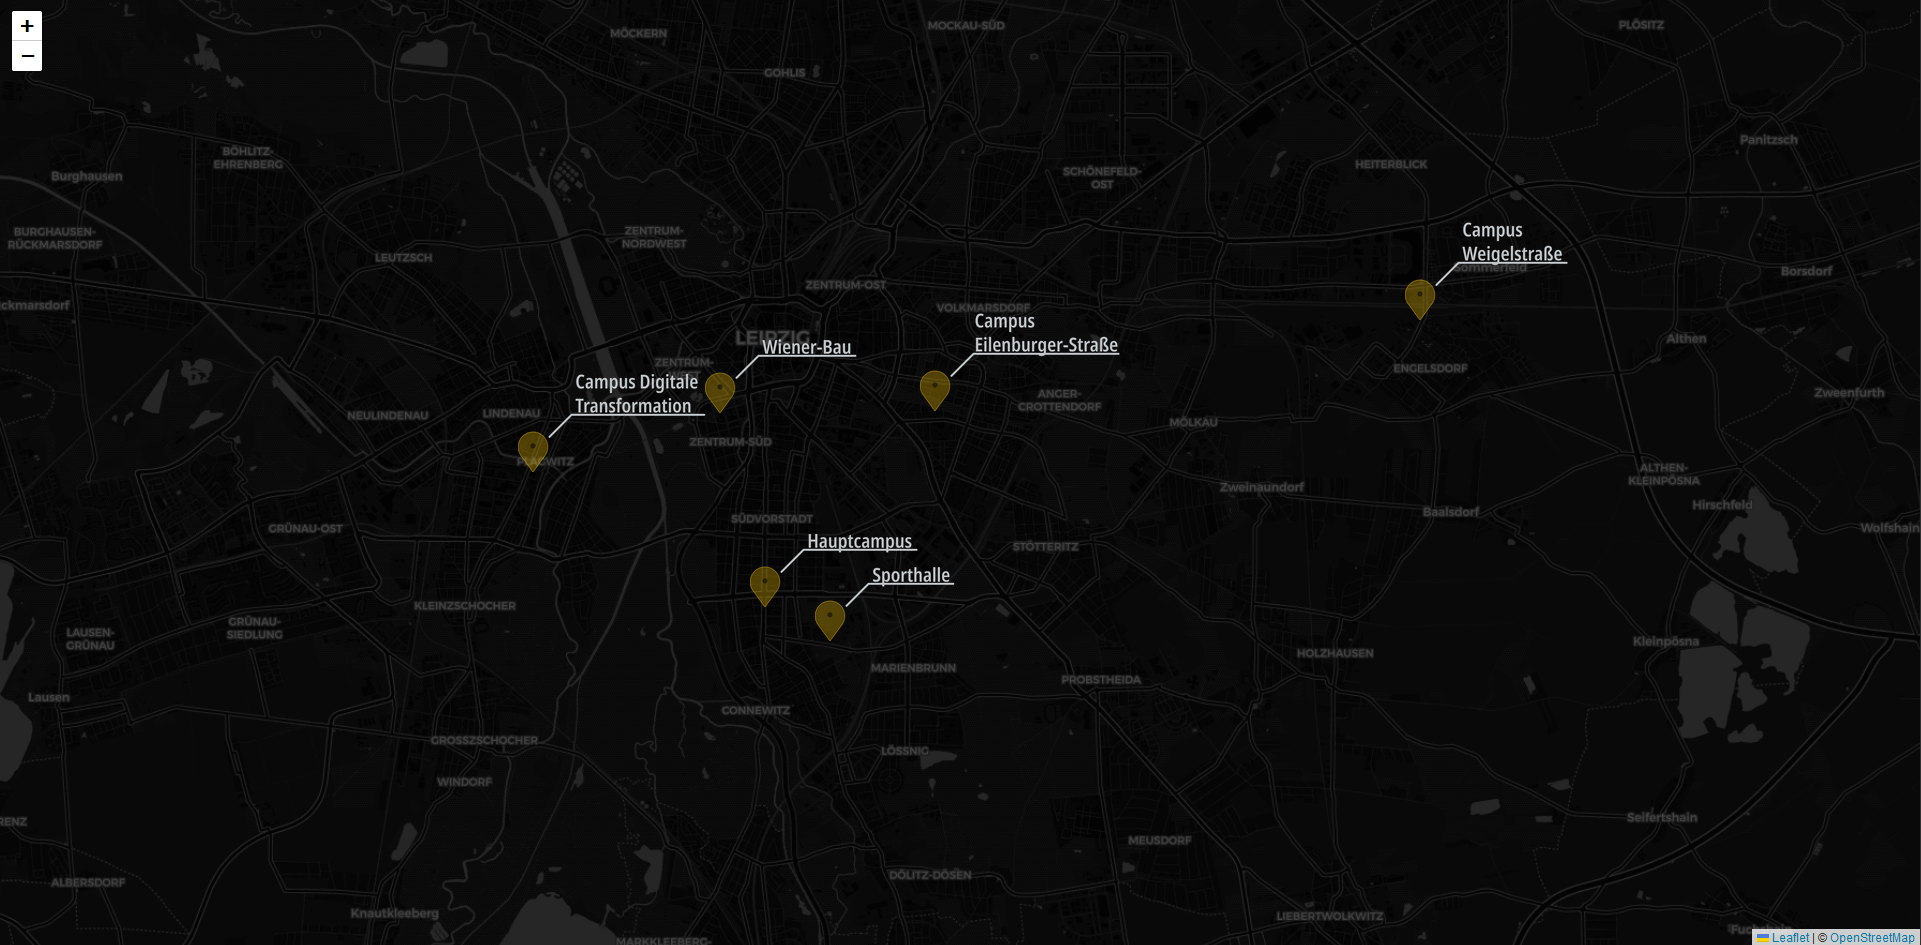 +
−
MÖCKERN
MOCKAU-SÜD
PLÖSITZ
GOHLIS
Panitzsch
BÖHLITZ-
EHRENBERG
HEITERBLICK
Burghausen
SCHÖNEFELD-
OST
BURGHAUSEN-
RÜCKMARSDORF
ZENTRUM-
NORDWEST
Campus
Weigelstraße
LEUTZSCH
Sommerfeld
Borsdorf
ZENTRUM-OST
ckmarsdorf
VOLKMARSDORF
Campus
Eilenburger-Straße
LEIPZIG
Wiener-Bau
Althen
ZENTRUM-
ENGELSDORF
Campus Digitale
Transformation
ANGER-
CROTTENDORF
Zweenfurth
NEULINDENAU
LINDENAU
MÖLKAU
ZENTRUM-SÜD
PLAGWITZ
ALTHEN-
KLEINPÖSNA
Zweinaundorf
Hirschfeld
Baalsdorf
SÜDVORSTADT
GRÜNAU-OST
Wolfshain
Hauptcampus
STÖTTERITZ
Sporthalle
KLEINZSCHOCHER
GRÜNAU-
SIEDLUNG
LAUSEN-
GRÜNAU
Kleinpösna
HOLZHAUSEN
MARIENBRUNN
PROBSTHEIDA
Lausen
CONNEWITZ
GROSSZSCHOCHER
LÖSSNIG
WINDORF
RENZ
Seifertshain
MEUSDORF
ALBERSDORF
DÖLITZ-DÖSEN
Knautkleeberg
LIEBERTWOLKWITZ
MARKKLEEBERG-
Leaflet | © OpenStreetMap